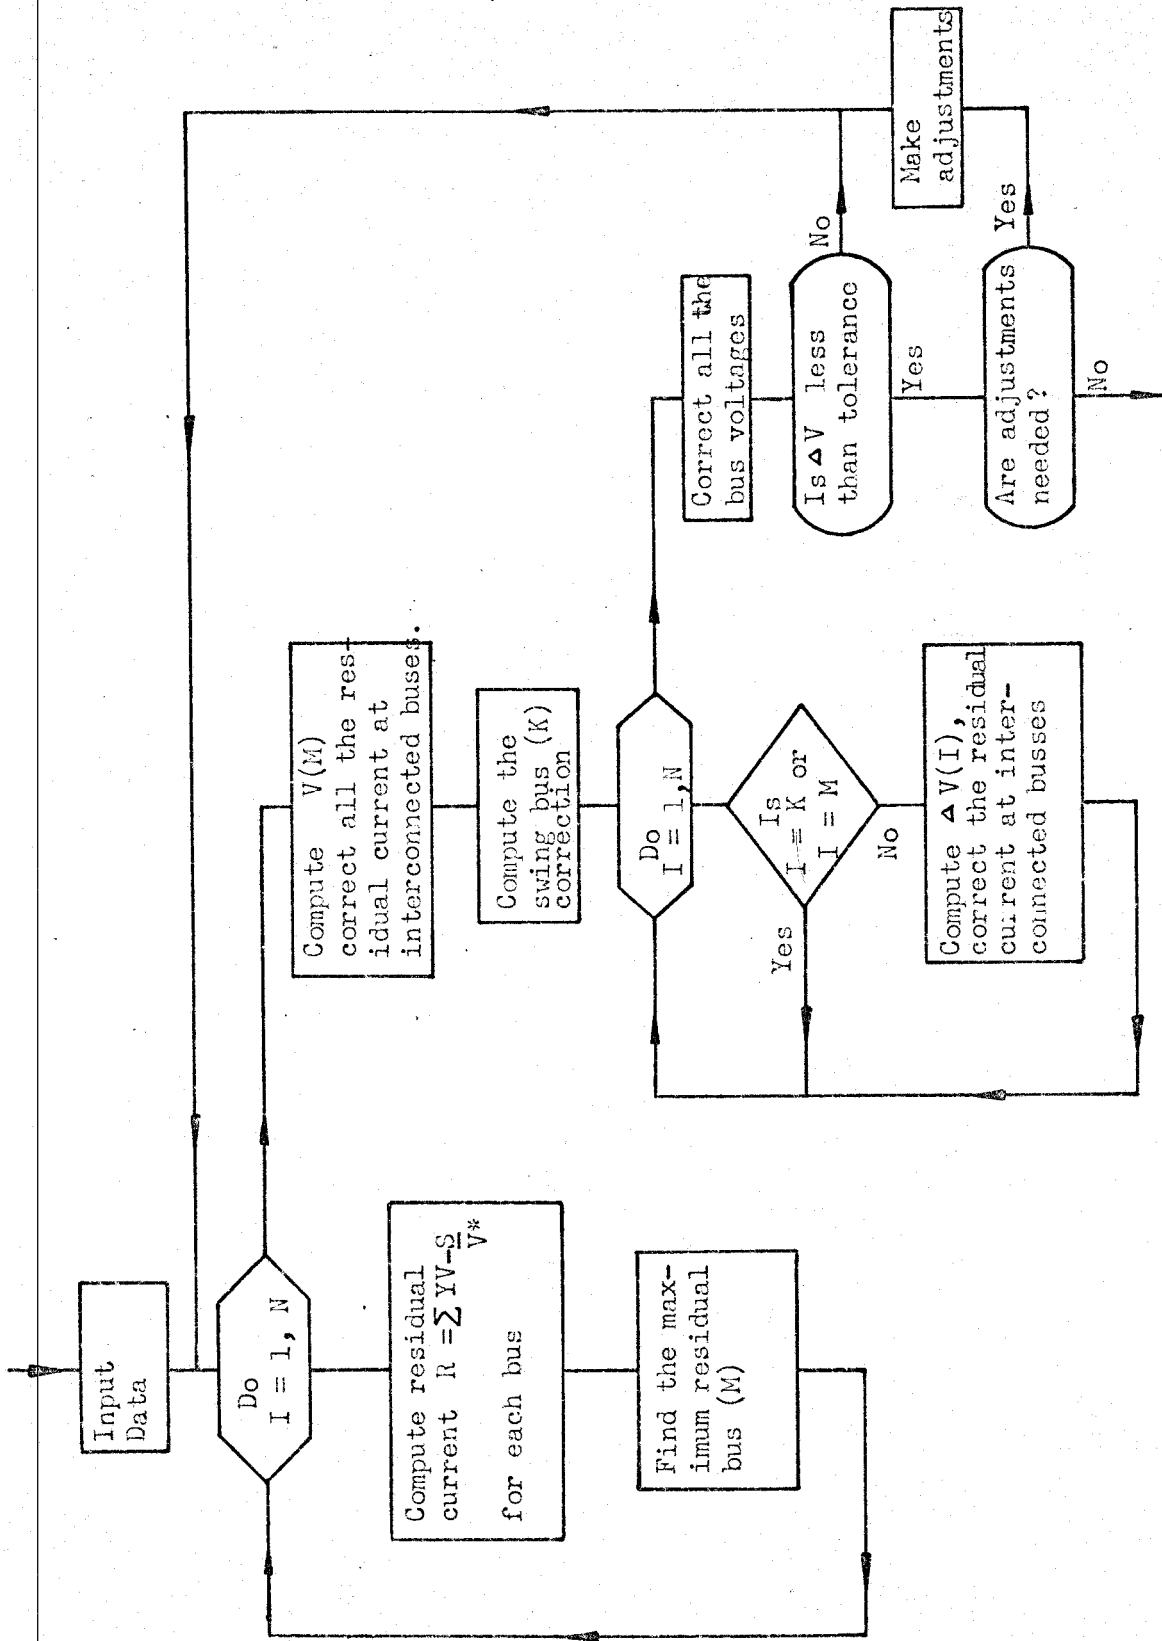 Input
Data
Do
I = 1, N
Compute residual
current R = ∑ YV-S
V*
for each bus
Find the max-
imum residual
bus (M)
Compute V(M)
correct all the res-
idual current at
interconnected buses.
Compute the
swing bus (K)
correction
Do
I = 1,N
Is
I = K or
I = M
Yes
No
Compute ΔV(I),
correct the residual
current at inter-
connected busses
Correct all the
bus voltages
Is ΔV less
than tolerance
No
Yes
Are adjustments
needed?
Yes
No
Make
adjustments